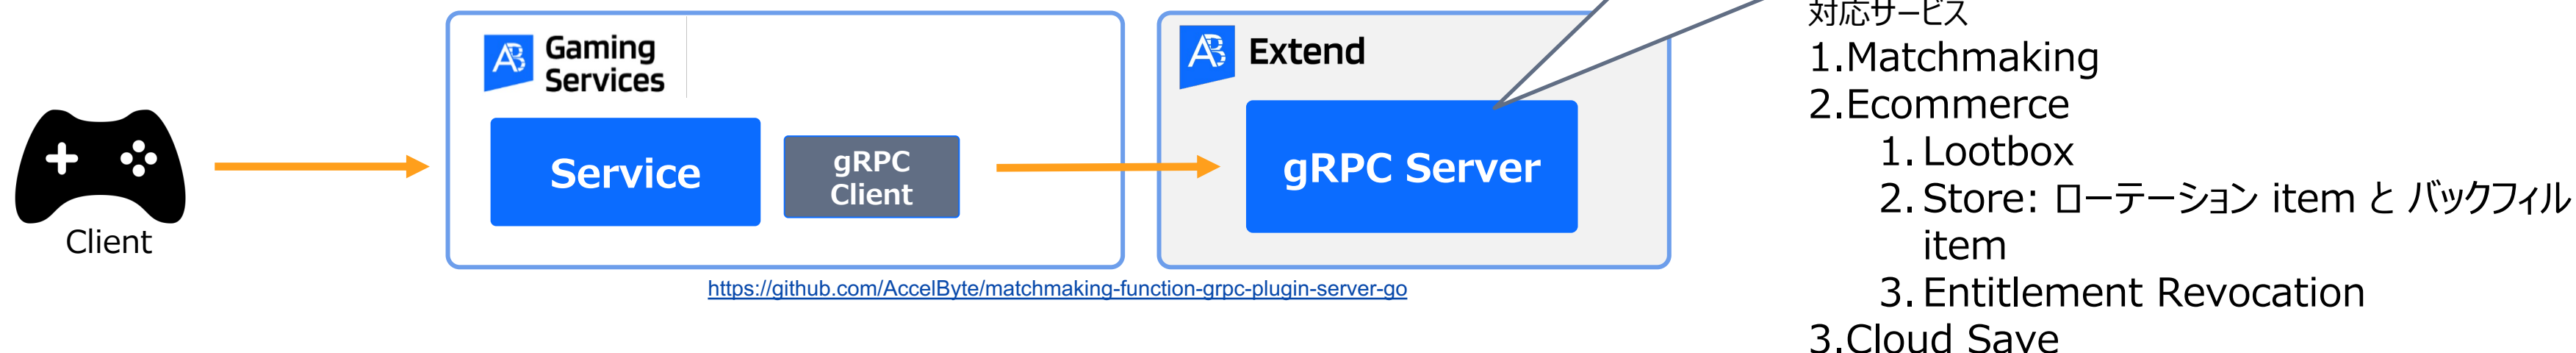 Client
Gaming
Services
Service
gRPC
Client
Extend
gRPC Server
https://github.com/AccelByte/matchmaking-function-grpc-plugin-server-go
対応サービス
1.Matchmaking
2.Ecommerce
1. Lootbox
2. Store: ローテーション item と バックフィル
item
3. Entitlement Revocation
3.Cloud Save